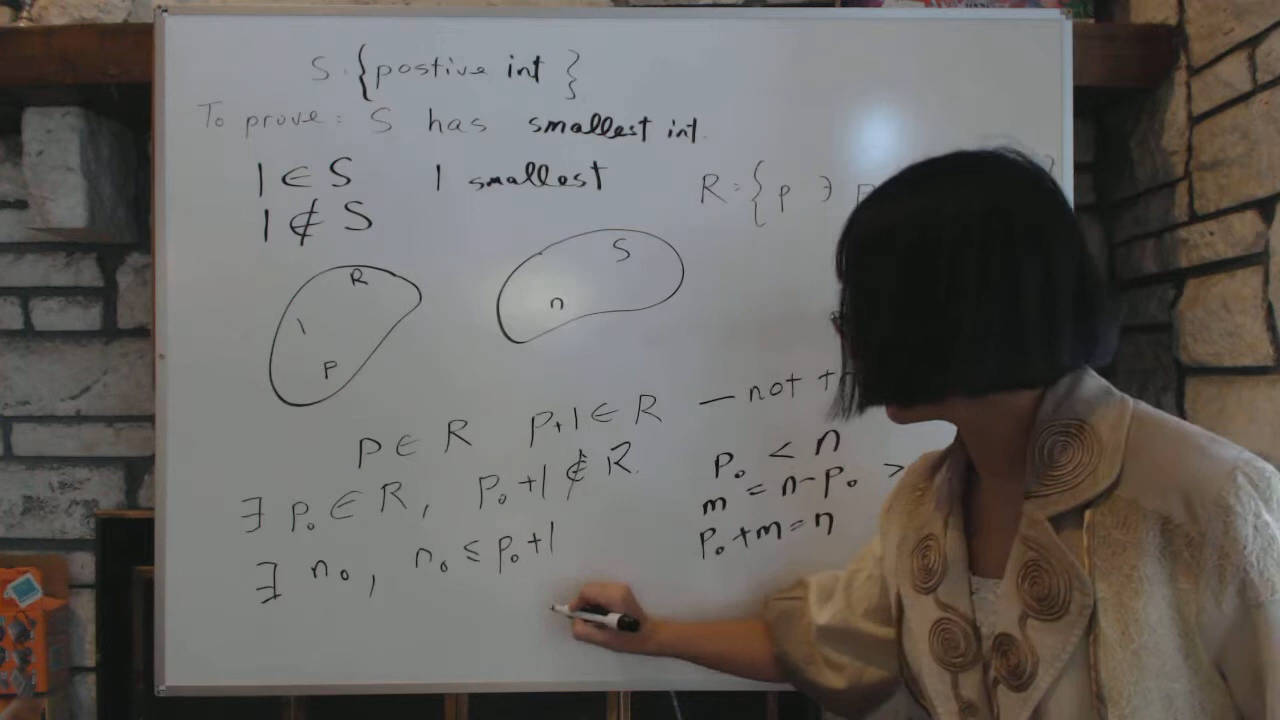 S: {postive int }
To prove: S has smallest int.
1 ∈ S 1 smallest
R = { p ∋ p
1 ∉ S
R
1
P
S
n
P ∈ R P+1 ∈ R — not
∃ p₀ ∈ R, P₀+1 ∉ R.
∃ n₀, n₀ ≤ p₀+1
p₀ < n
m = n-p₀ >
p₀+m=n